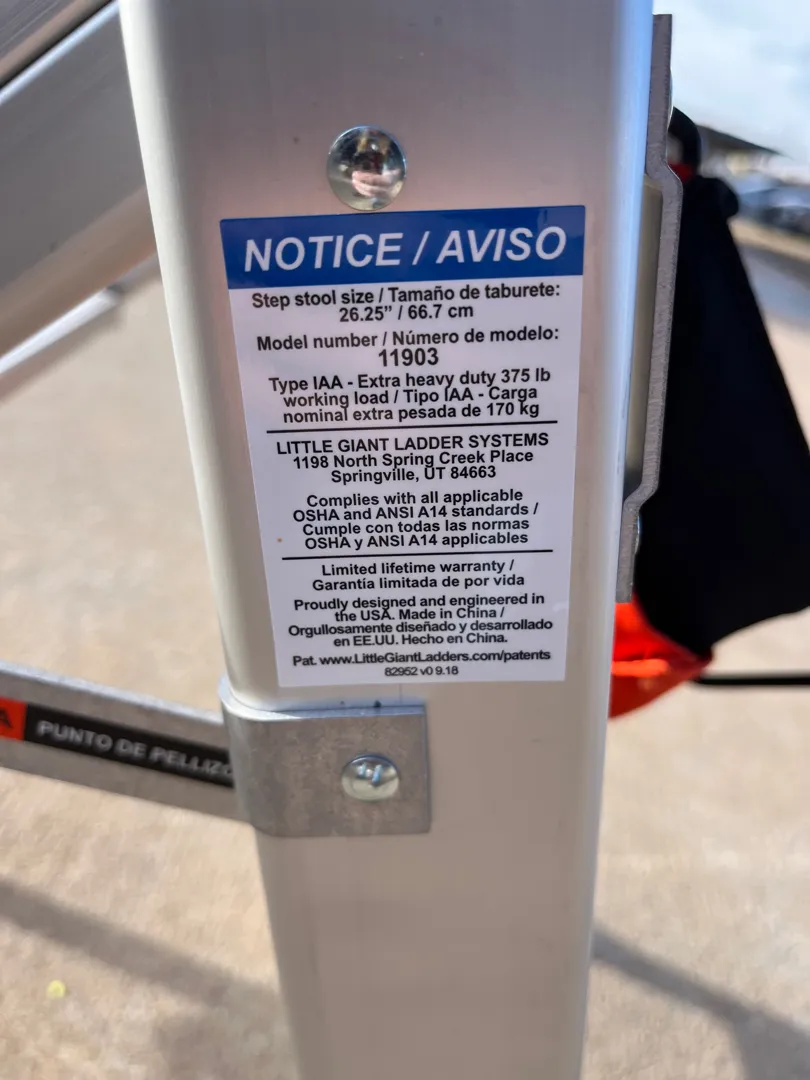 NOTICE / AVISO
Step stool size / Tamaño de taburete:
26.25” / 66.7 cm
Model number / Número de modelo:
11903
Type IAA - Extra heavy duty 375 lb
working load / Tipo IAA - Carga
nominal extra pesada de 170 kg
LITTLE GIANT LADDER SYSTEMS
1198 North Spring Creek Place
Springville, UT 84663
Complies with all applicable
OSHA and ANSI A14 standards /
Cumple con todas las normas
OSHA y ANSI A14 applicables
Limited lifetime warranty /
Garantía limitada de por vida
Proudly designed and engineered in
the USA. Made in China /
Orgullosamente diseñado y desarrollado
en EE.UU. Hecho en China.
Pat. www.LittleGiantLadders.com/patents
82952 v0 9.18
A PUNTO DE PELLIZC